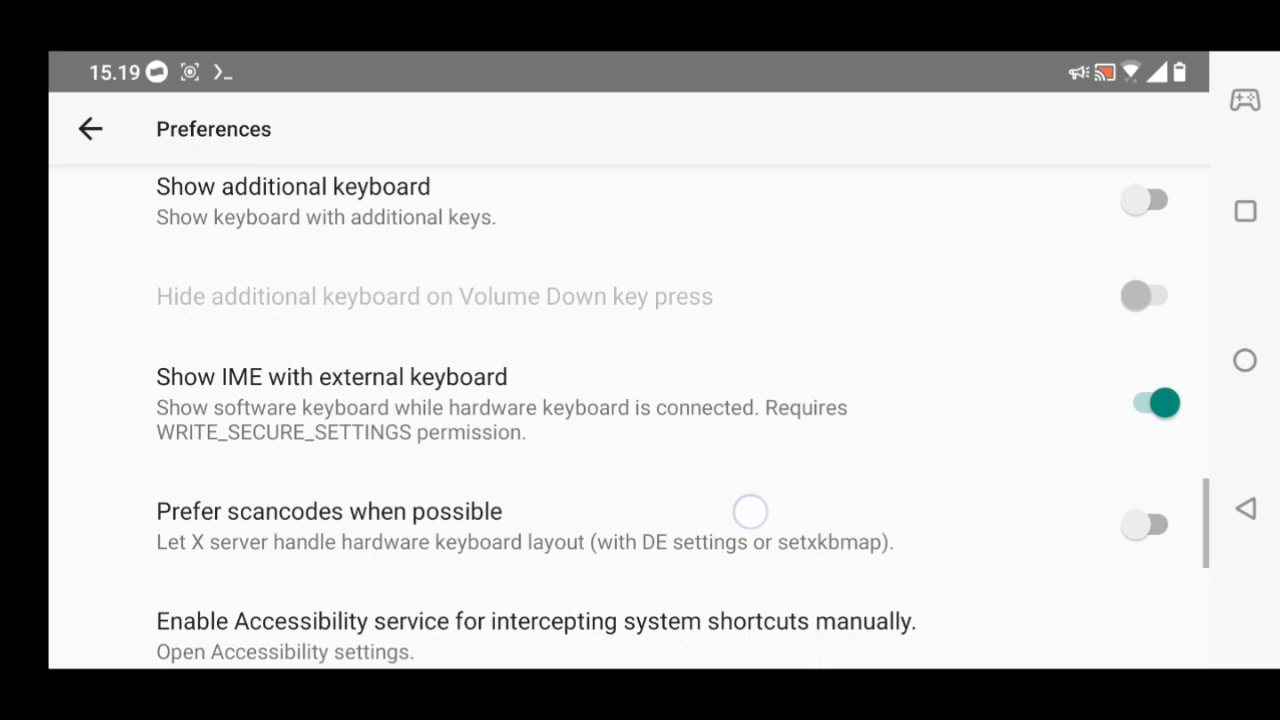 15.19
Preferences
Show additional keyboard
Show keyboard with additional keys.
Hide additional keyboard on Volume Down key press
Show IME with external keyboard
Show software keyboard while hardware keyboard is connected. Requires
WRITE_SECURE_SETTINGS permission.
Prefer scancodes when possible
Let X server handle hardware keyboard layout (with DE settings or setxkbmap).
Enable Accessibility service for intercepting system shortcuts manually.
Open Accessibility settings.